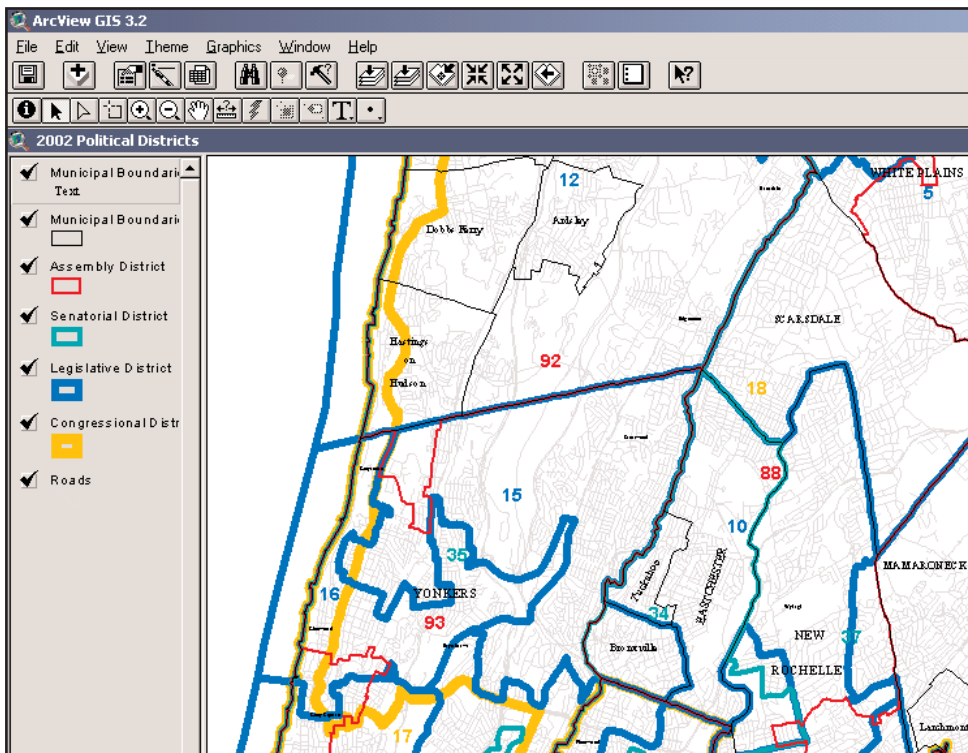 ArcView GIS 3.2
File Edit View Theme Graphics Window Help
2002 Political Districts
Municipal Boundari
Text
Municipal Boundari
Assembly District
Senatorial District
Legislative District
Congressional Distr
Roads
12
WHITE PLAINS
5
Ardsley
Dobbs Ferry
SCARSDALE
Hastings
on
Hudson
92
18
88
15
10
35
MAMARONECK
16
YONKERS
93
Tuckahoe
EASTCHESTER
34
NEW
ROCHELLE
37
Bronxville
17
Larchmont